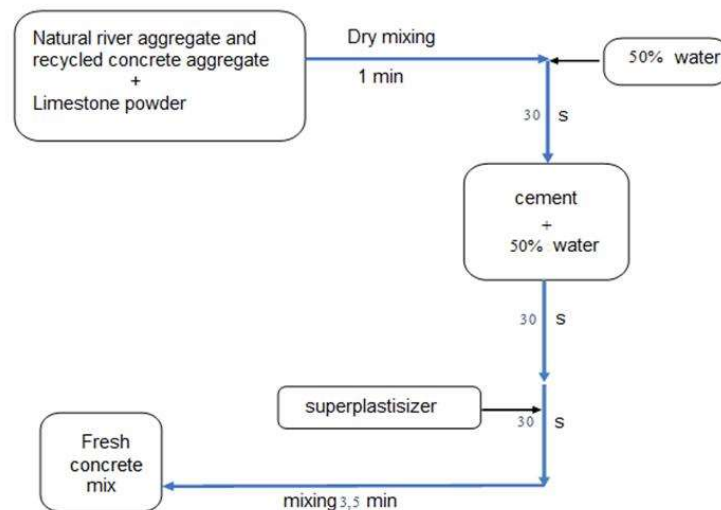 Natural river aggregate and
recycled concrete aggregate
+
Limestone powder
Dry mixing
1 min
50% water
30 s
cement
+
50% water
30 s
superplastisizer
30 s
Fresh
concrete
mix
mixing 3,5 min